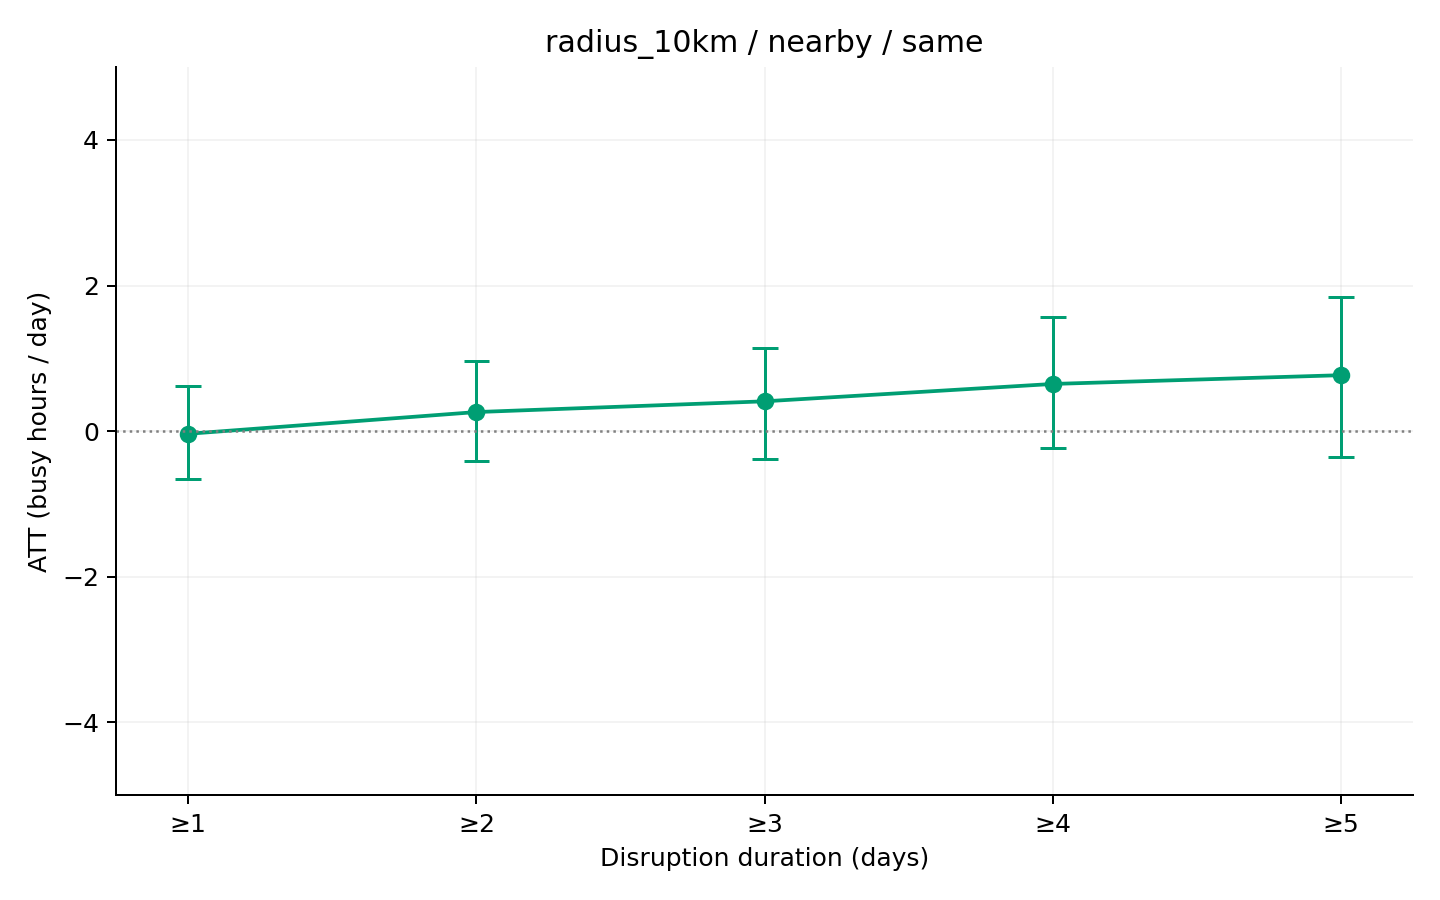 radius_10km / nearby / same
ATT (busy hours / day)
4
2
0
−2
−4
≥1 ≥2 ≥3 ≥4 ≥5
Disruption duration (days)